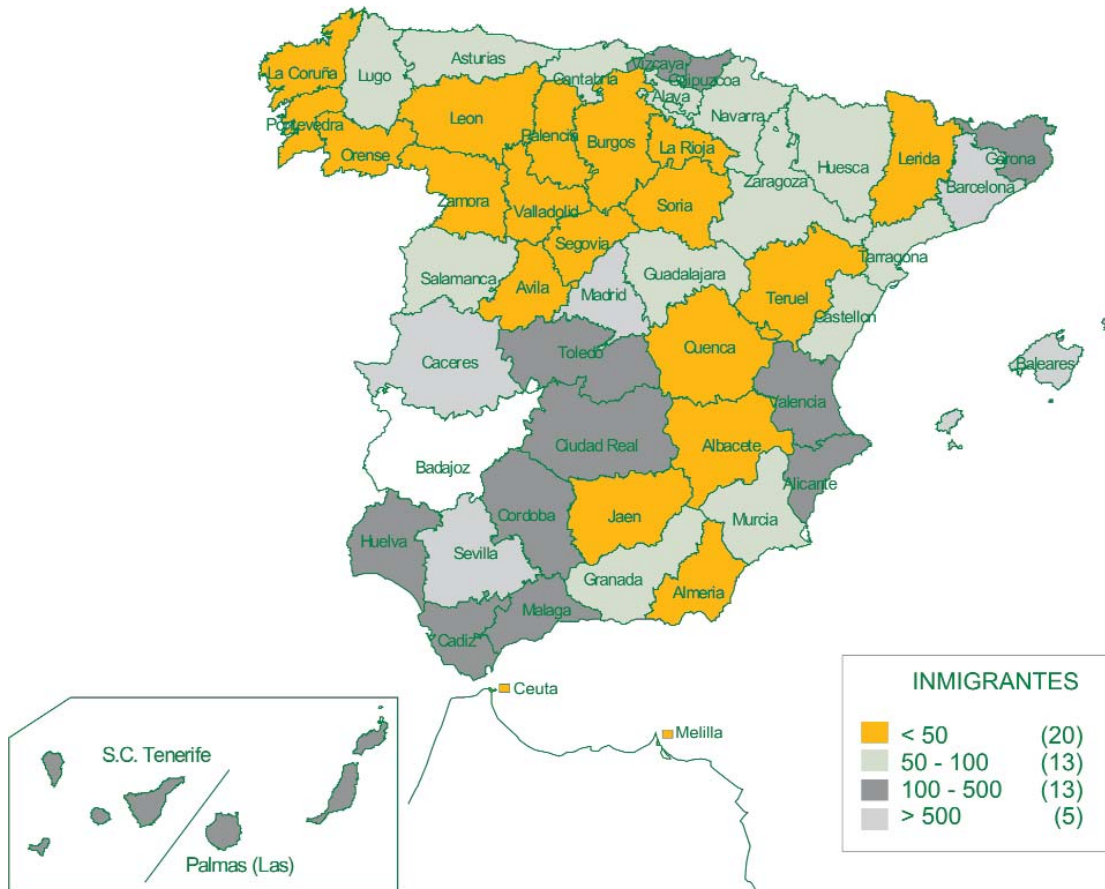 La Coruña
Lugo
Asturias
Cantabria
Vizcaya
Guipuzcoa
Alava
Navarra
Pontevedra
Orense
Leon
Palencia
Burgos
La Rioja
Huesca
Lerida
Gerona
Barcelona
Zaragoza
Zamora
Valladolid
Soria
Segovia
Tarragona
Salamanca
Avila
Madrid
Guadalajara
Teruel
Castellon
Caceres
Toledo
Cuenca
Valencia
Baleares
Badajoz
Ciudad Real
Albacete
Alicante
Huelva
Sevilla
Cordoba
Jaen
Murcia
Granada
Almeria
Cadiz
Malaga
Ceuta
Melilla
S.C. Tenerife
Palmas (Las)
INMIGRANTES
< 50 (20)
50 - 100 (13)
100 - 500 (13)
> 500 (5)